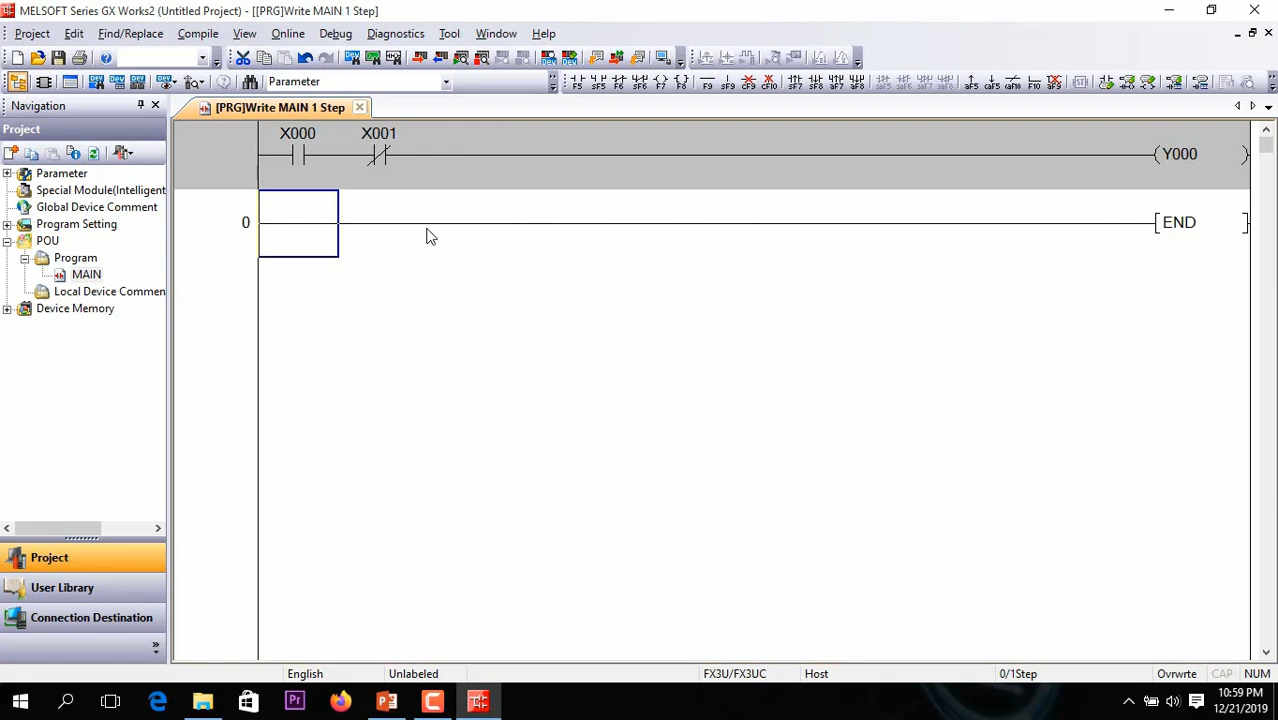 MELSOFT Series GX Works2 (Untitled Project) - [[PRG]Write MAIN 1 Step]
Project Edit Find/Replace Compile View Online Debug Diagnostics Tool Window Help
Parameter
Navigation
[PRG]Write MAIN 1 Step
Project
Parameter
Special Module(Intelligent
Global Device Comment
Program Setting
POU
Program
MAIN
Local Device Commen
Device Memory
X000 X001
Y000
0 END
Project
User Library
Connection Destination
English Unlabeled FX3U/FX3UC Host 0/1Step Ovrwrte CAP NUM
10:59 PM
12/21/2019